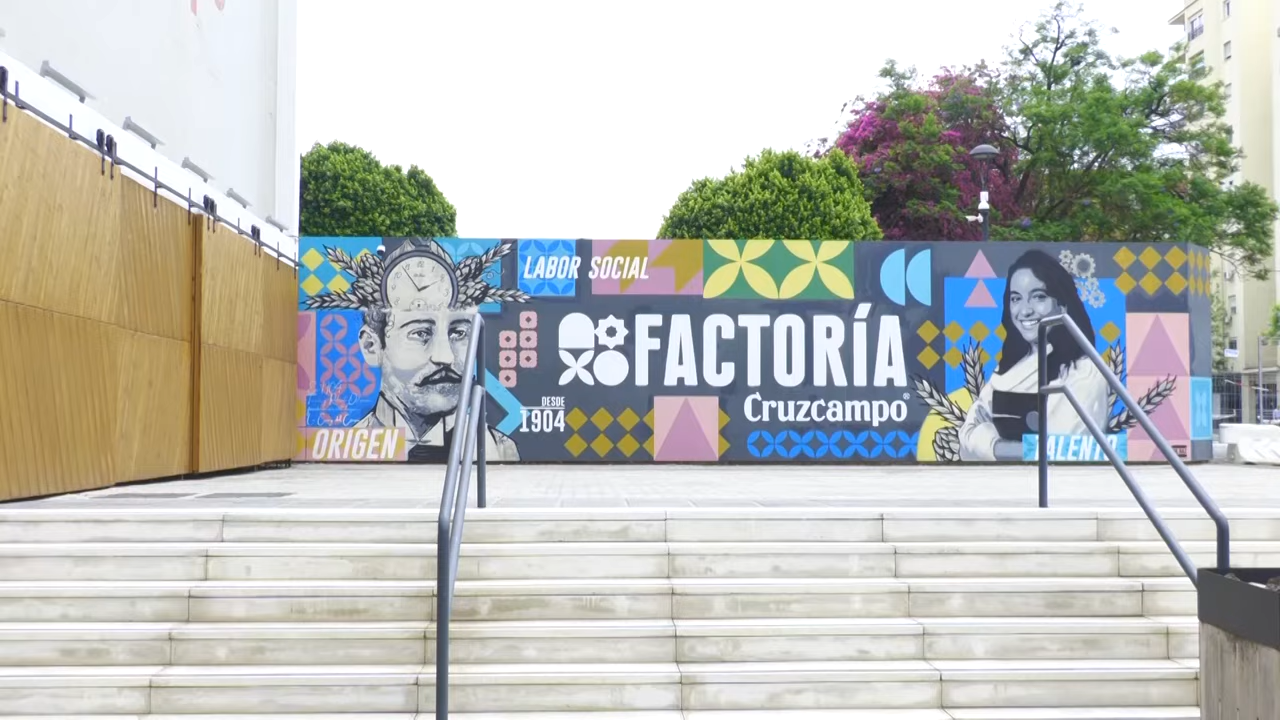 LABOR SOCIAL
FACTORÍA
Cruzcampo®
DESDE
1904
ORIGEN
TALENTO